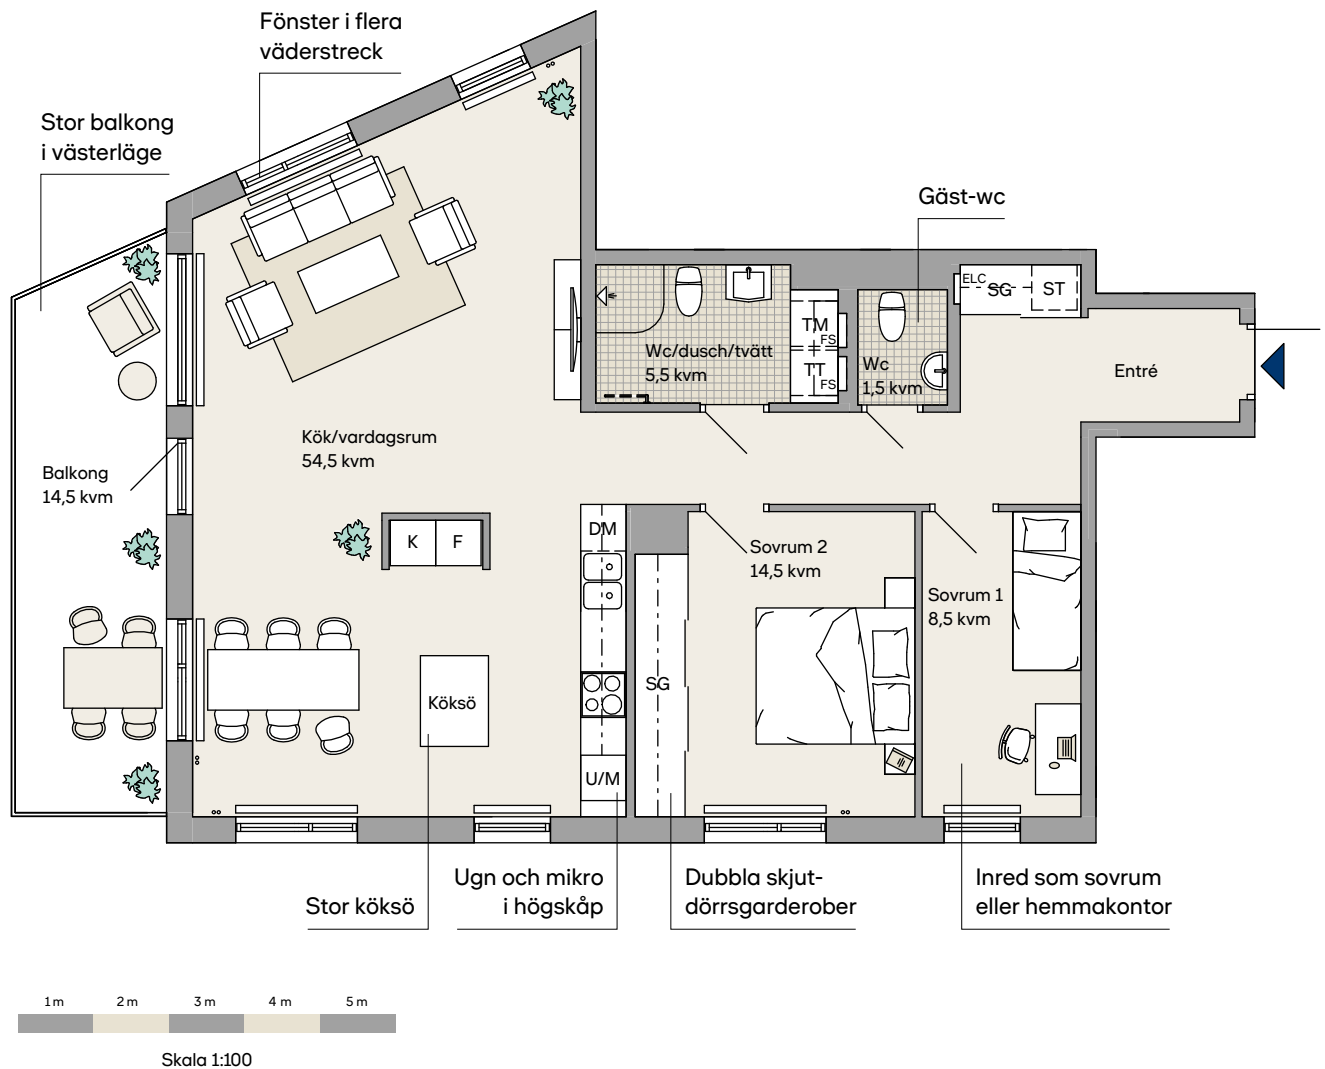 Fönster i flera
väderstreck
Stor balkong
i västerläge
Gäst-wc
ELC
SG
ST
TM
FS
TT
FS
Wc/dusch/tvätt
5,5 kvm
Wc
1,5 kvm
Entré
Kök/vardagsrum
54,5 kvm
Balkong
14,5 kvm
K
F
DM
Sovrum 2
14,5 kvm
Sovrum 1
8,5 kvm
SG
Köksö
U/M
Stor köksö
Ugn och mikro
i högskåp
Dubbla skjut-
dörrsgarderober
Inred som sovrum
eller hemmakontor
1 m
2 m
3 m
4 m
5 m
Skala 1:100